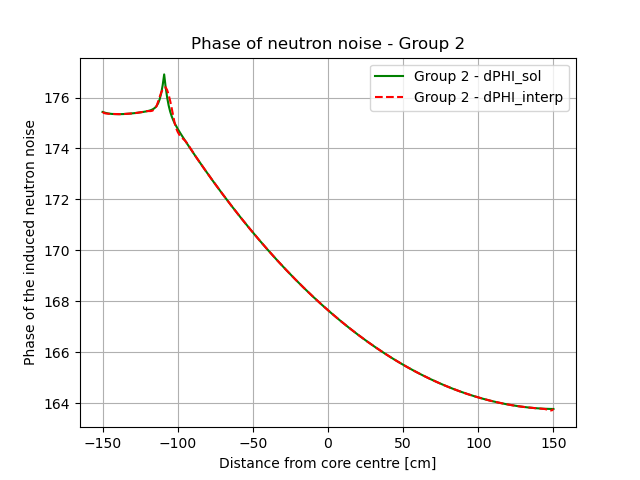 Phase of neutron noise - Group 2
Group 2 - dPHI_sol
Group 2 - dPHI_interp
Phase of the induced neutron noise
176
174
172
170
168
166
164
−150
−100
−50
0
50
100
150
Distance from core centre [cm]